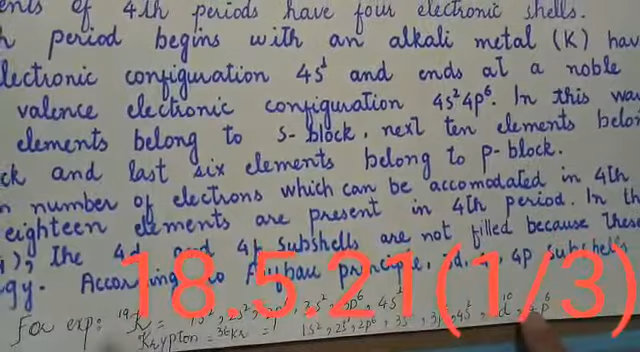 ents of 4th periods have four electronic shells.
h period begins with an alkali metal (K) hav
lectronic configuration 4s¹ and ends at a noble
valence electronic configuration 4s²4p⁶. In this wa
elements belong to s-block, next ten elements belon
ck and last six elements belong to p-block.
n number of electrons which can be accomodated in 4th
eighteen elements are present in 4th period. In th
The 4d and 4f subshells are not filled because these
gy. According to Aufbau principle, 4p subshells
18.5.21(1/3)
For exp: ¹⁹K = 1s², 2s², 2p⁶, 3s², 3p⁶, 4s¹
Krypton = ³⁶Kr = 1s², 2s², 2p⁶, 3s², 3p⁶, 4s²,